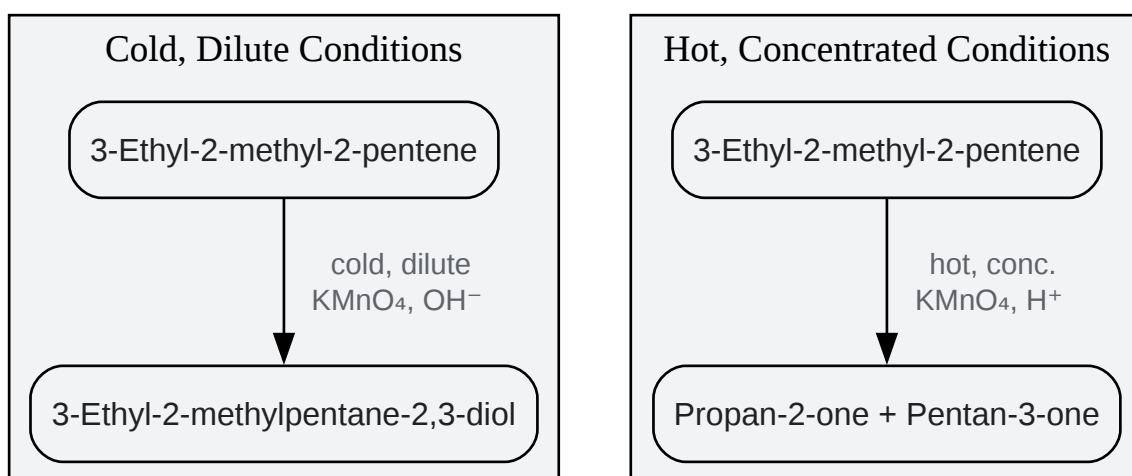 Cold, Dilute Conditions
3-Ethyl-2-methyl-2-pentene
cold, dilute
KMnO₄, OH⁻
3-Ethyl-2-methylpentane-2,3-diol
Hot, Concentrated Conditions
3-Ethyl-2-methyl-2-pentene
hot, conc.
KMnO₄, H⁺
Propan-2-one + Pentan-3-one